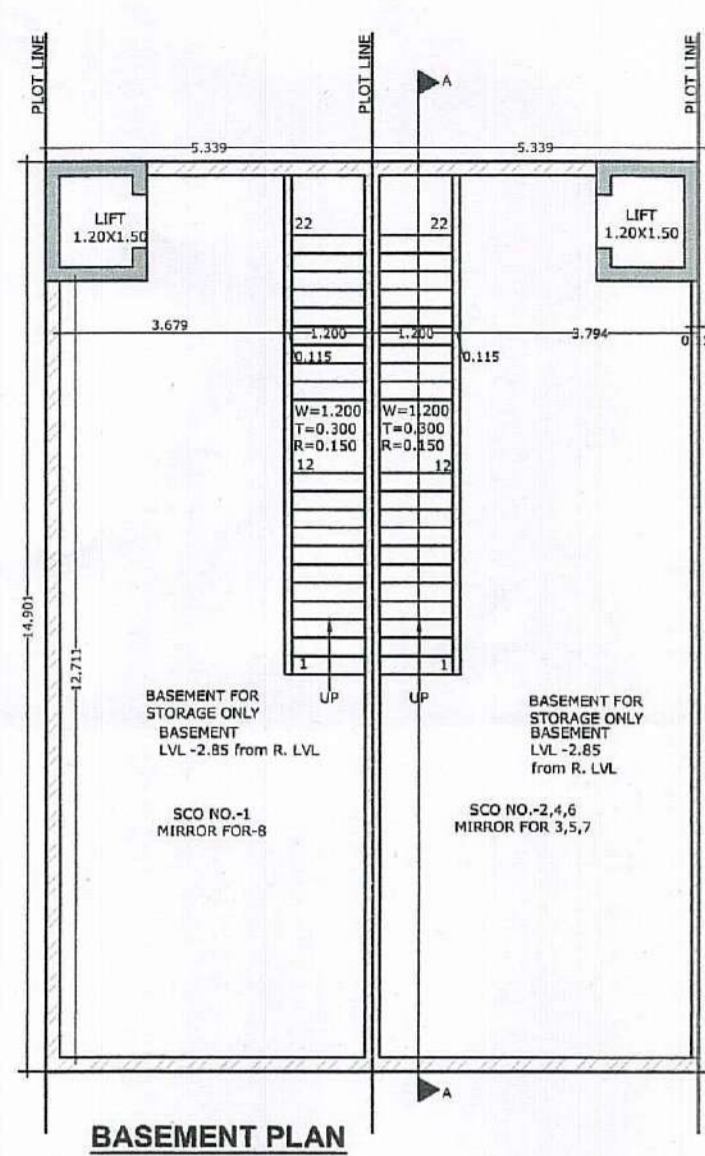 PLOT LINE
PLOT LINE
PLOT LINE
A
5.339
5.339
LIFT
1.20X1.50
LIFT
1.20X1.50
22
22
3.679
1.200
1.200
3.794
0.115
0.115
W=1.200
T=0.300
R=0.150
W=1.200
T=0.300
R=0.150
12
12
14.901
12.711
1
1
UP
UP
BASEMENT FOR
STORAGE ONLY
BASEMENT
LVL -2.85 from R. LVL
BASEMENT FOR
STORAGE ONLY
BASEMENT
LVL -2.85
from R. LVL
SCO NO.-1
MIRROR FOR-8
SCO NO.-2,4,6
MIRROR FOR 3,5,7
A
BASEMENT PLAN